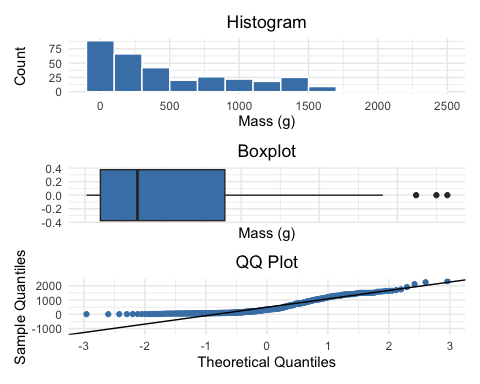 Histogram
Count
75
50
25
0
0 500 1000 1500 2000 2500
Mass (g)
Boxplot
0.4
0.2
0.0
-0.2
-0.4
Mass (g)
QQ Plot
Sample Quantiles
2000
1000
0
-1000
-3 -2 -1 0 1 2 3
Theoretical Quantiles